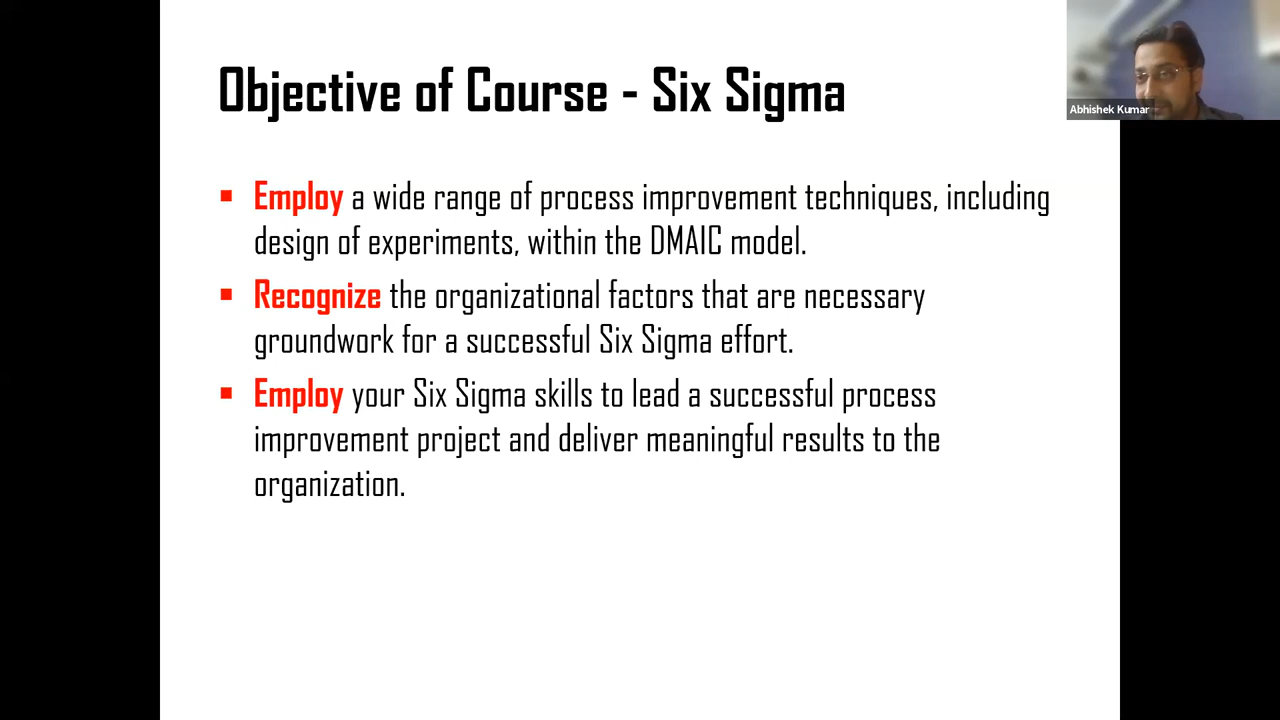 Objective of Course - Six Sigma
Abhishek Kumar
Employ a wide range of process improvement techniques, including
design of experiments, within the DMAIC model.
Recognize the organizational factors that are necessary
groundwork for a successful Six Sigma effort.
Employ your Six Sigma skills to lead a successful process
improvement project and deliver meaningful results to the
organization.